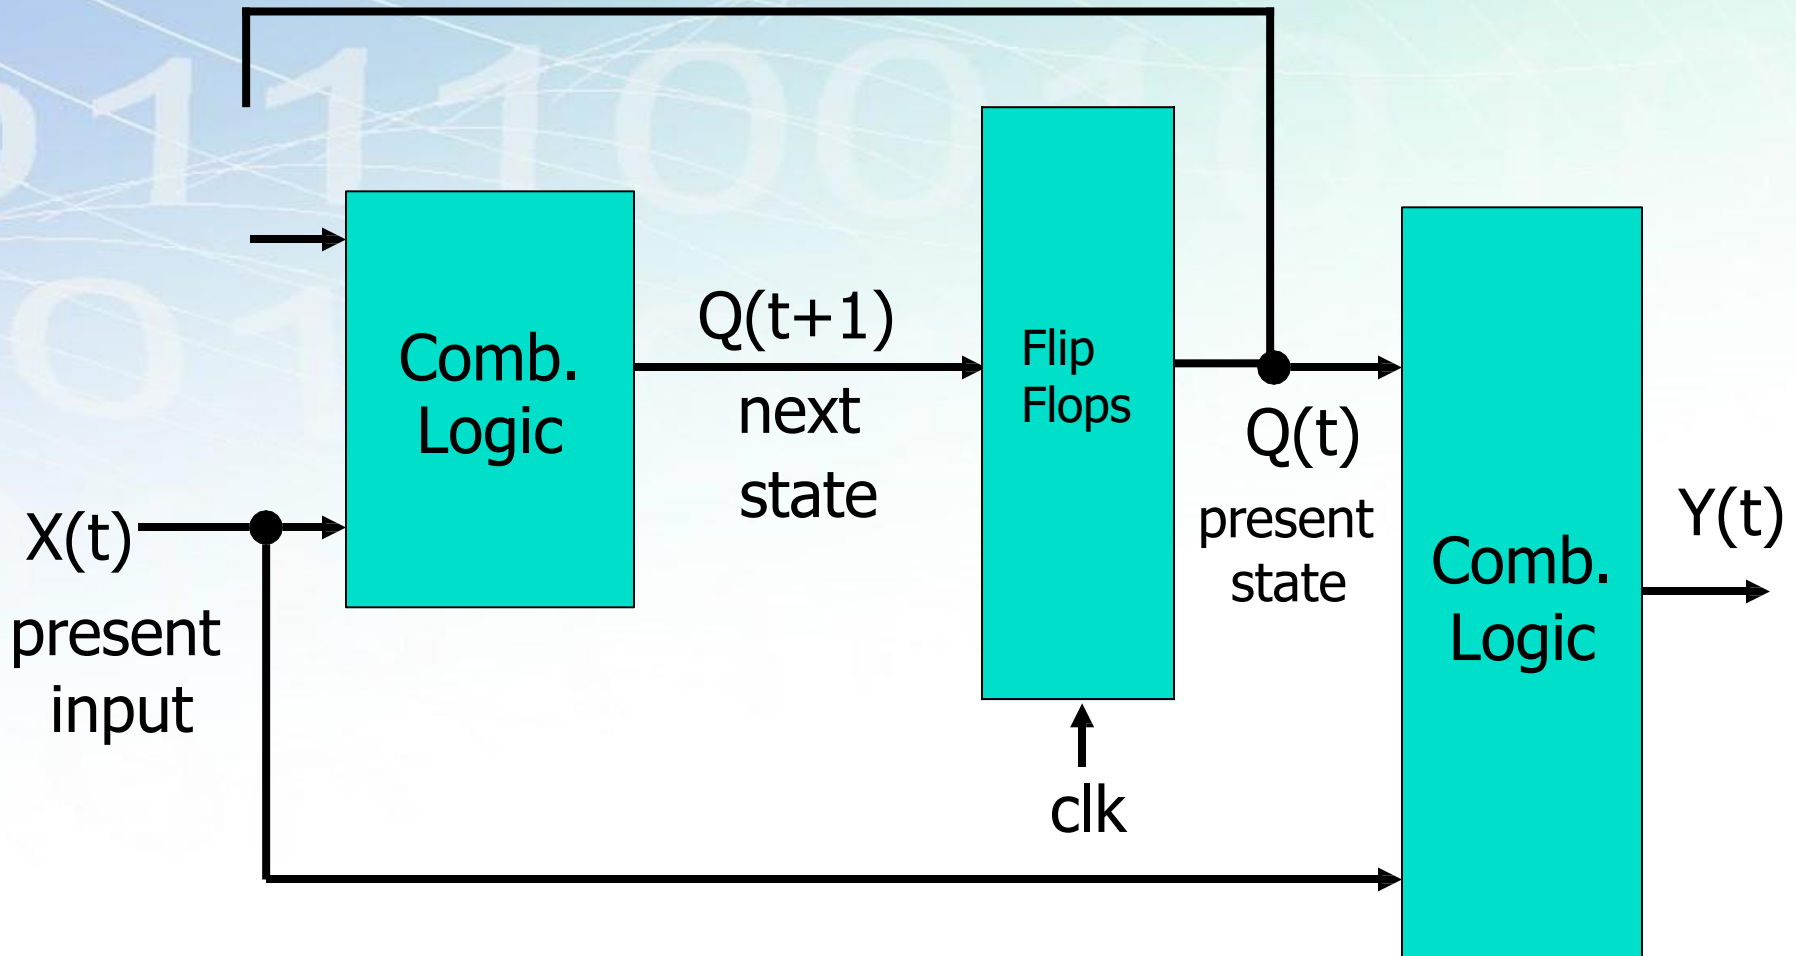 Comb.
Logic
Q(t+1)
next
state
Flip
Flops
Q(t)
present
state
X(t)
present
input
clk
Comb.
Logic
Y(t)